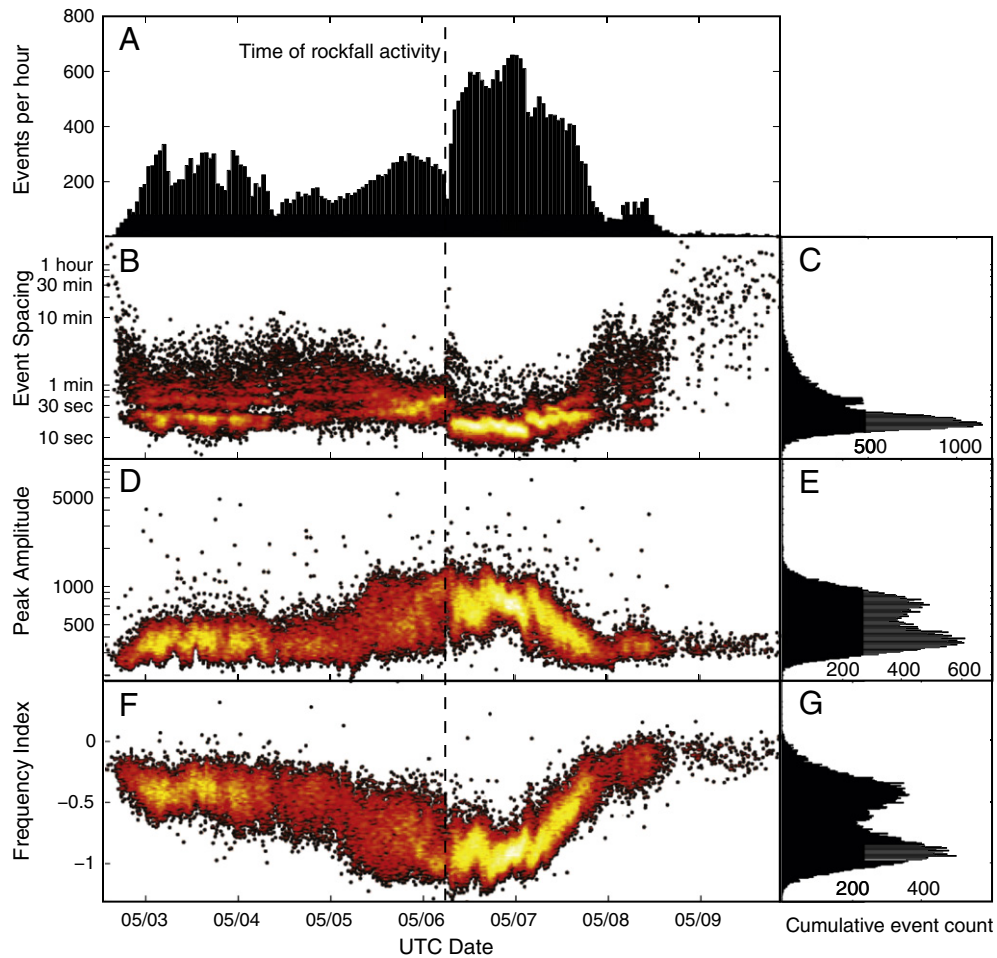 A
Time of rockfall activity
Events per hour
800
600
400
200
B
Event Spacing
1 hour
30 min
10 min
1 min
30 sec
10 sec
C
500 1000
D
Peak Amplitude
5000
1000
500
E
200 400 600
F
Frequency Index
0
−0.5
−1
G
200 400
05/03 05/04 05/05 05/06 05/07 05/08 05/09
UTC Date
Cumulative event count